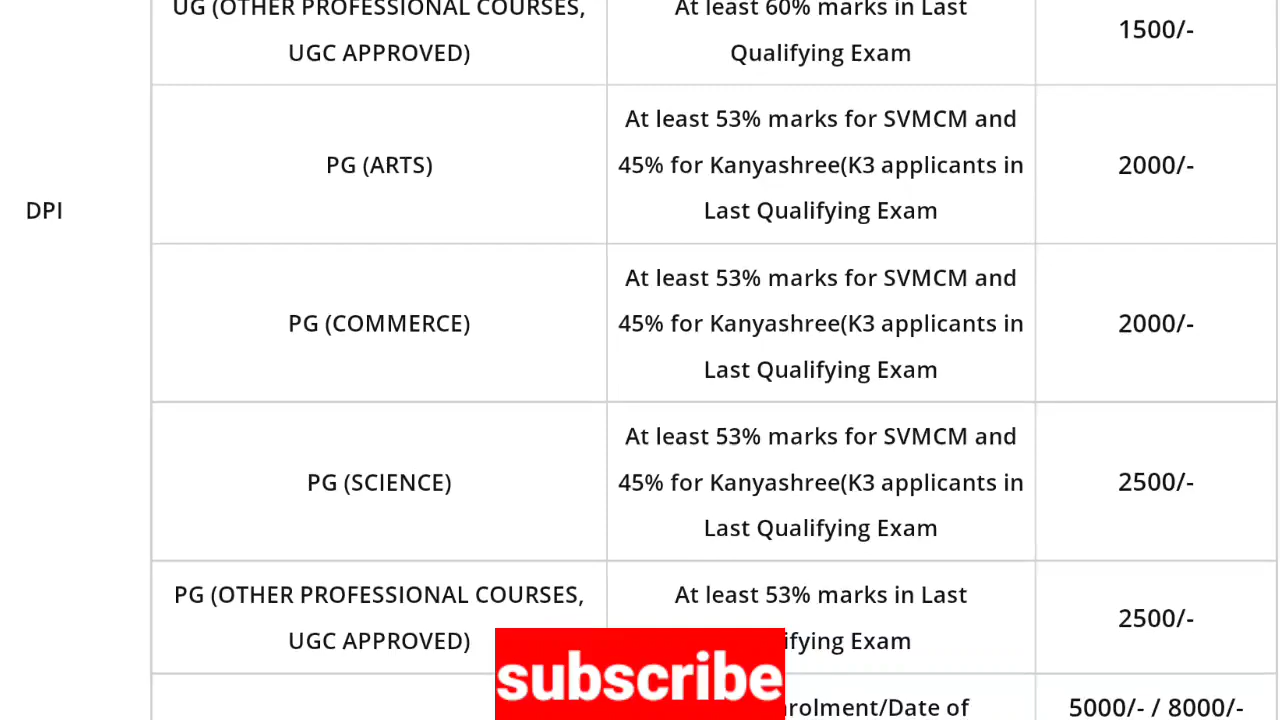 UG (OTHER PROFESSIONAL COURSES,
UGC APPROVED)
At least 60% marks in Last
Qualifying Exam
1500/-
DPI
PG (ARTS)
At least 53% marks for SVMCM and
45% for Kanyashree(K3 applicants in
Last Qualifying Exam
2000/-
PG (COMMERCE)
At least 53% marks for SVMCM and
45% for Kanyashree(K3 applicants in
Last Qualifying Exam
2000/-
PG (SCIENCE)
At least 53% marks for SVMCM and
45% for Kanyashree(K3 applicants in
Last Qualifying Exam
2500/-
PG (OTHER PROFESSIONAL COURSES,
UGC APPROVED)
At least 53% marks in Last
Exam
2500/-
subscribe
of
5000/- / 8000/-